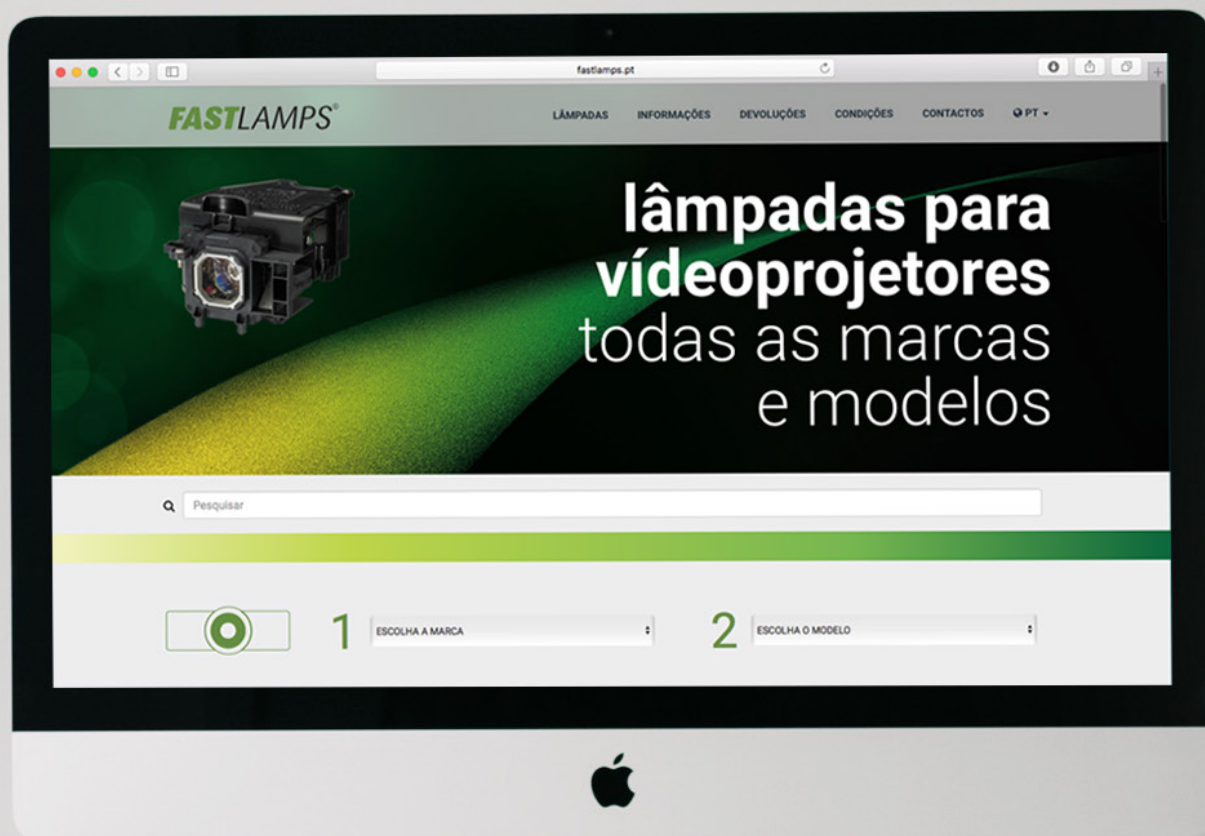 fastlamps.pt
FASTLAMPS®
LÂMPADAS INFORMAÇÕES DEVOLUÇÕES CONDIÇÕES CONTACTOS PT
lâmpadas para
vídeoprojetores
todas as marcas
e modelos
Pesquisar
1 ESCOLHA A MARCA 2 ESCOLHA O MODELO